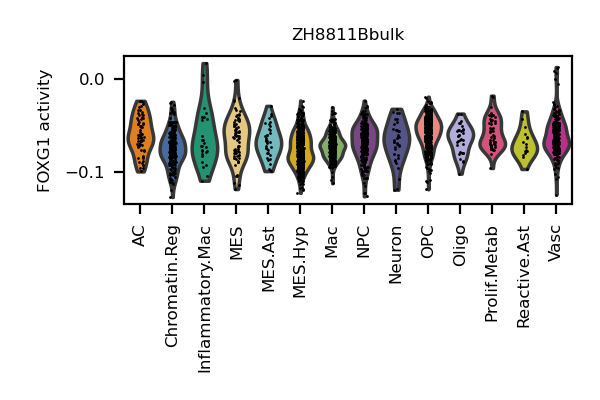 ZH8811Bbulk
FOXG1 activity
0.0
−0.1
AC
Chromatin.Reg
Inflammatory.Mac
MES
MES.Ast
MES.Hyp
Mac
NPC
Neuron
OPC
Oligo
Prolif.Metab
Reactive.Ast
Vasc